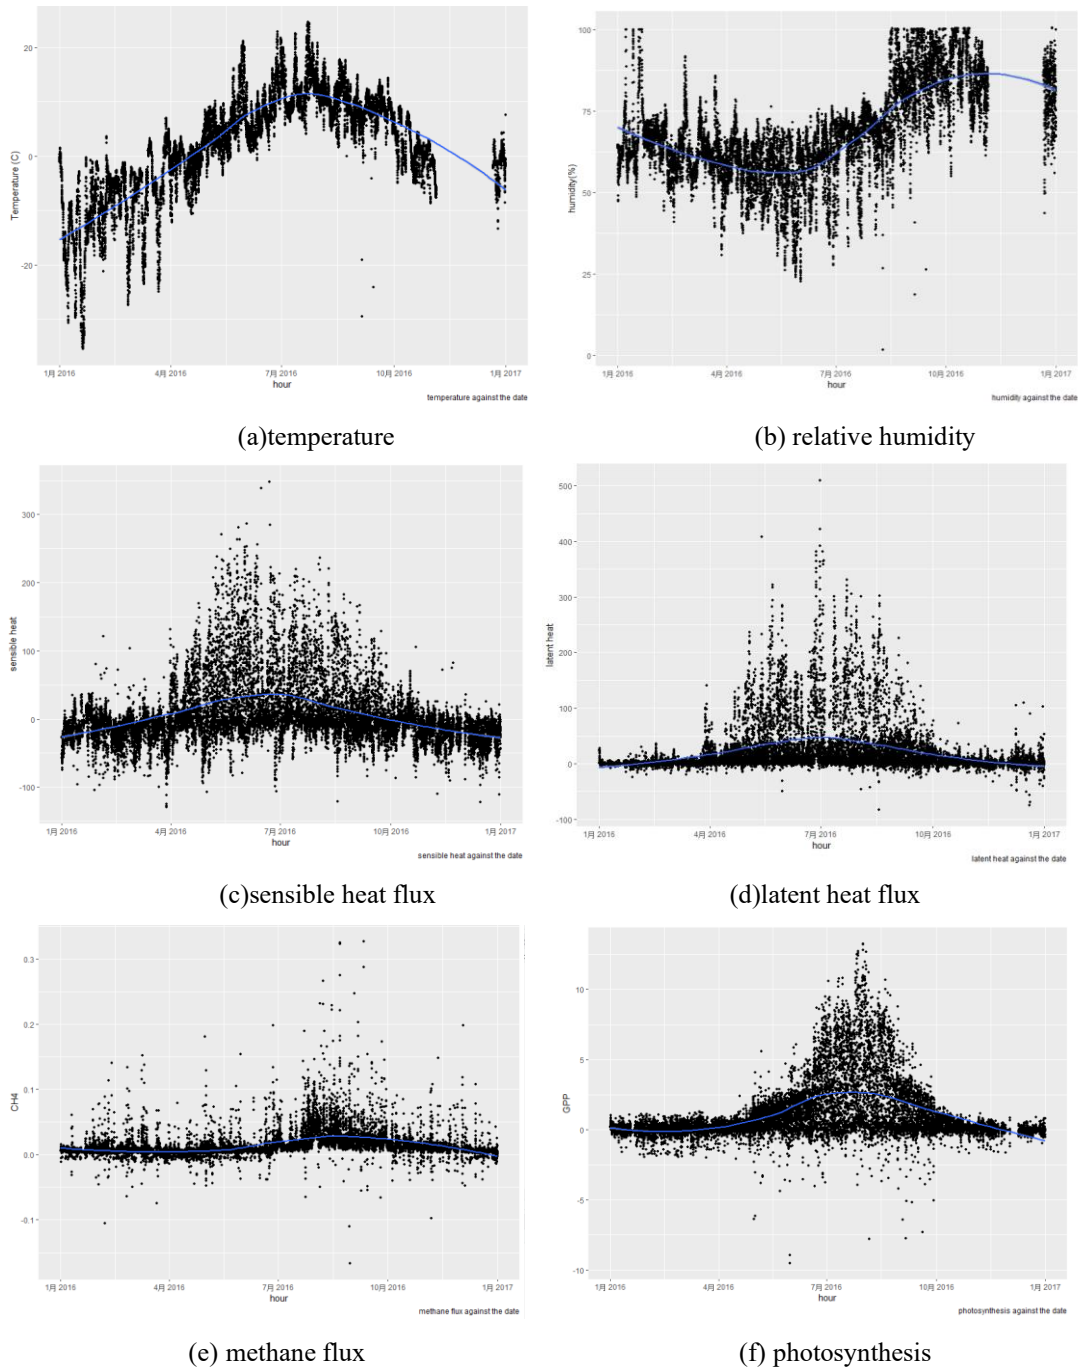 20
0
-20
Temperature (C)
1月 2016
4月 2016
7月 2016
10月 2016
1月 2017
hour
temperature against the date
(a)temperature
100
75
50
25
0
humidity(%)
1月 2016
4月 2016
7月 2016
10月 2016
1月 2017
hour
humidity against the date
(b) relative humidity
300
200
100
0
-100
sensible heat
1月 2016
4月 2016
7月 2016
10月 2016
1月 2017
hour
sensible heat against the date
(c)sensible heat flux
500
400
300
200
100
0
-100
latent heat
1月 2016
4月 2016
7月 2016
10月 2016
1月 2017
hour
latent heat against the date
(d)latent heat flux
0.3
0.2
0.1
0.0
-0.1
CH4
1月 2016
4月 2016
7月 2016
10月 2016
1月 2017
hour
methane flux against the date
(e) methane flux
10
5
0
-5
-10
GPP
1月 2016
4月 2016
7月 2016
10月 2016
1月 2017
hour
photosynthesis against the date
(f) photosynthesis